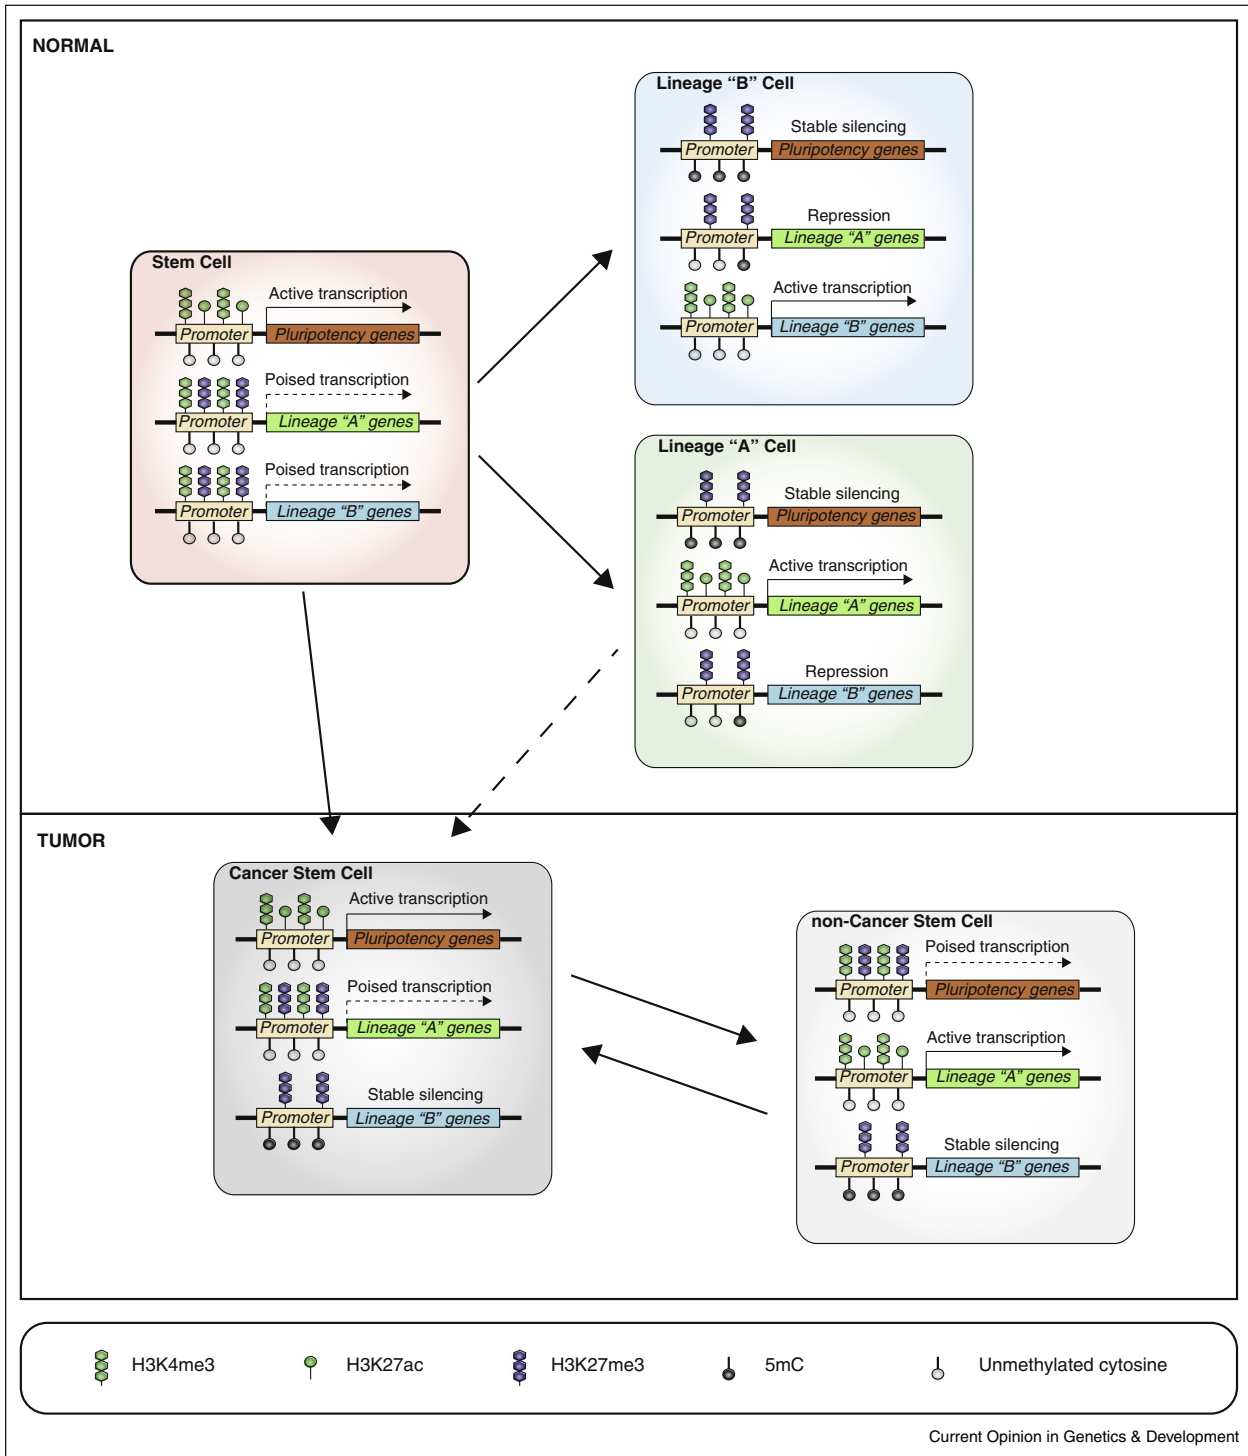 NORMAL
Lineage “B” Cell
Stable silencing
Promoter
Pluripotency genes
Repression
Promoter
Lineage “A” genes
Active transcription
Promoter
Lineage “B” genes
Stem Cell
Active transcription
Promoter
Pluripotency genes
Poised transcription
Promoter
Lineage “A” genes
Poised transcription
Promoter
Lineage “B” genes
Lineage “A” Cell
Stable silencing
Promoter
Pluripotency genes
Active transcription
Promoter
Lineage “A” genes
Repression
Promoter
Lineage “B” genes
TUMOR
Cancer Stem Cell
Active transcription
Promoter
Pluripotency genes
Poised transcription
Promoter
Lineage “A” genes
Stable silencing
Promoter
Lineage “B” genes
non-Cancer Stem Cell
Poised transcription
Promoter
Pluripotency genes
Active transcription
Promoter
Lineage “A” genes
Stable silencing
Promoter
Lineage “B” genes
H3K4me3
H3K27ac
H3K27me3
5mC
Unmethylated cytosine
Current Opinion in Genetics & Development